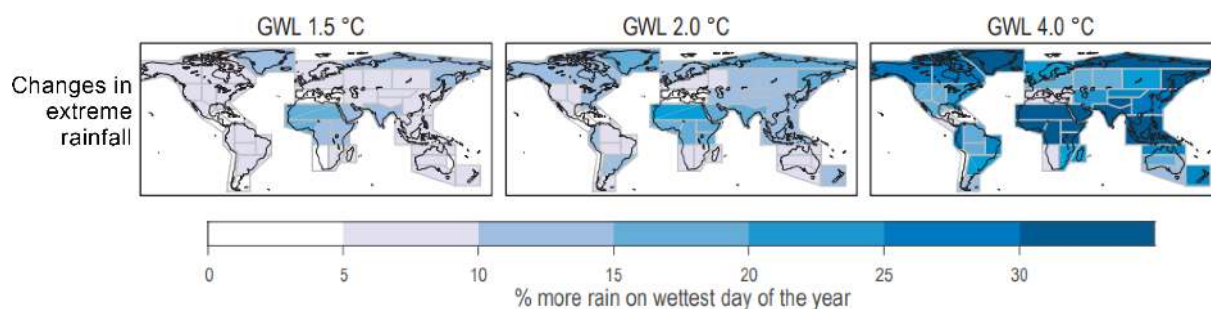 GWL 1.5 °C
GWL 2.0 °C
GWL 4.0 °C
Changes in
extreme
rainfall
0
5
10
15
20
25
30
% more rain on wettest day of the year